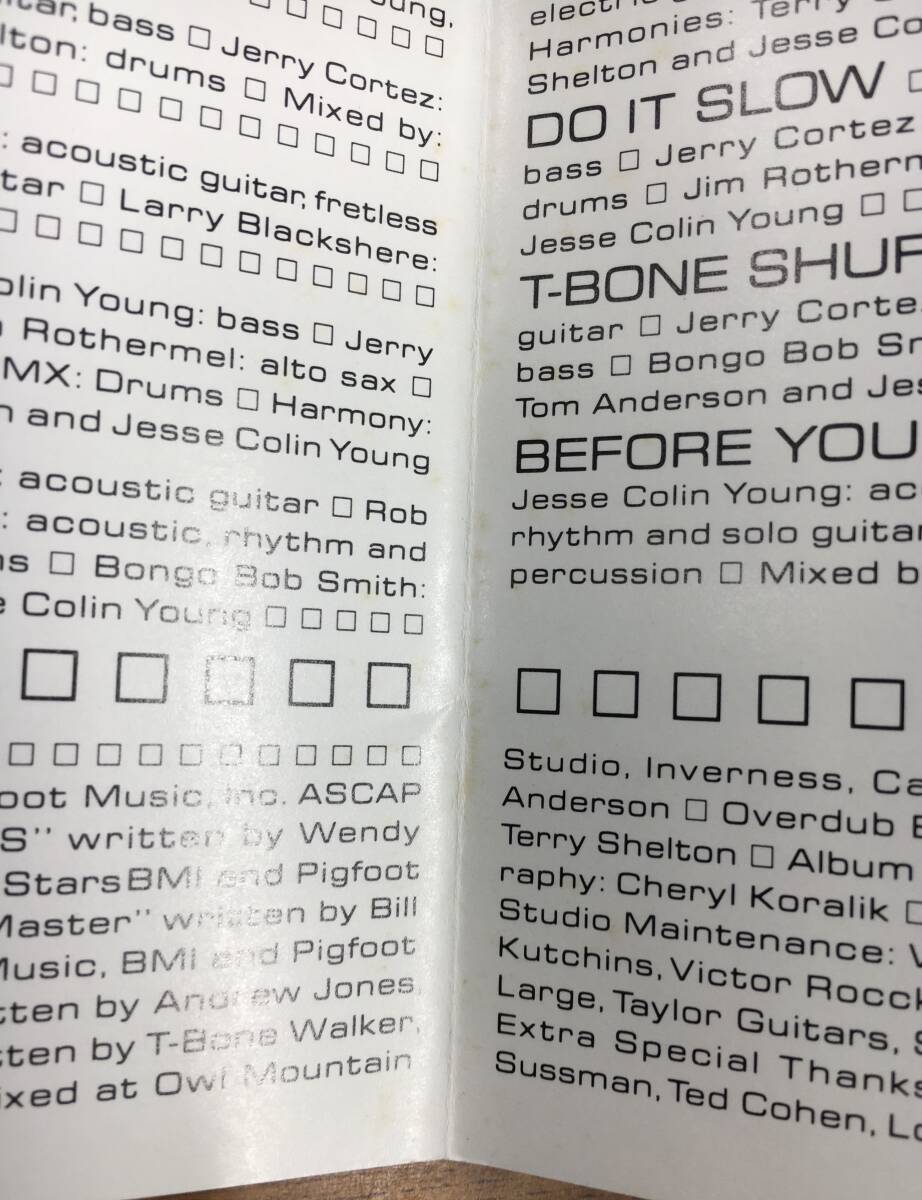 ung,
tar, bass □ Jerry Cortez:
lton: drums □ Mixed by:
□ □ □ □ □ □ □ □ □ □ □
: acoustic guitar, fretless
tar □ Larry Blackshere:
□ □ □ □ □ □ □ □ □ □ □
olin Young: bass □ Jerry
Rothermel: alto sax □
MX: Drums □ Harmony:
n and Jesse Colin Young
: acoustic guitar □ Rob
: acoustic, rhythm and
ns □ Bongo Bob Smith:
e Colin Young □ □ □ □ □
□ □ □ □ □
□ □ □ □ □ □ □ □ □ □ □
oot Music, Inc. ASCAP
S" written by Wendy
Stars BMI and Pigfoot
Master" written by Bill
Music, BMI and Pigfoot
tten by Andrew Jones,
tten by T-Bone Walker,
ixed at Owl Mountain
electri
Harmonies: Terry
Shelton and Jesse Co
DO IT SLOW □
bass □ Jerry Cortez
drums □ Jim Rotherm
Jesse Colin Young □ □
T-BONE SHUF
guitar □ Jerry Corte
bass □ Bongo Bob Sm
Tom Anderson and Jes
BEFORE YOU
Jesse Colin Young: ac
rhythm and solo guitar
percussion □ Mixed b
□ □ □ □ □
Studio, Inverness, Ca
Anderson □ Overdub E
Terry Shelton □ Album
raphy: Cheryl Koralik □
Studio Maintenance: V
Kutchins, Victor Rocch
Large, Taylor Guitars, S
Extra Special Thanks
Sussman, Ted Cohen, Lo